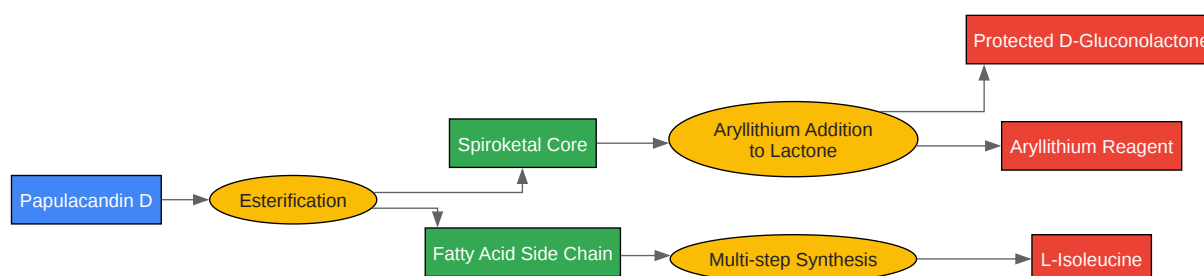 Protected D-Gluconolactone
Aryllithium Addition
to Lactone
Spiroketal Core
Aryllithium Reagent
Papulacandin D
Esterification
Fatty Acid Side Chain
Multi-step Synthesis
L-Isoleucine